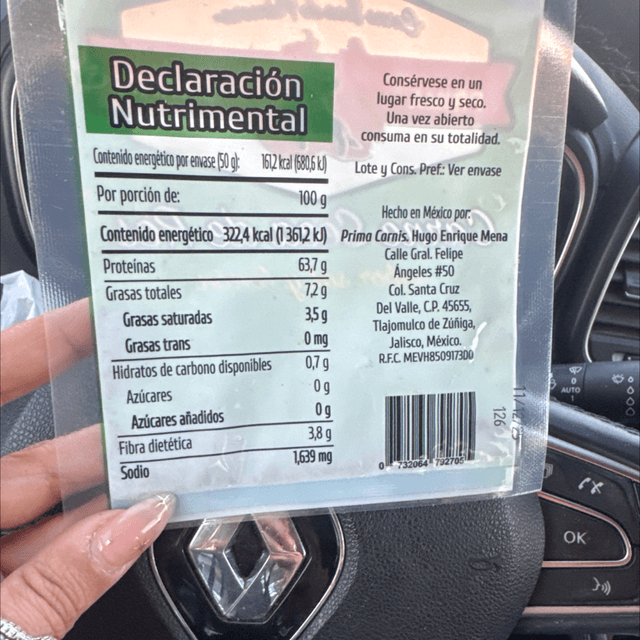 Declaración
Nutrimental
Contenido energético por envase (50 g): 161,2 kcal (680,6 kJ)
Por porción de: 100 g
Contenido energético 322,4 kcal (1 361,2 kJ)
Proteínas 63,7 g
Grasas totales 7,2 g
Grasas saturadas 3,5 g
Grasas trans 0 mg
Hidratos de carbono disponibles 0,7 g
Azúcares 0 g
Azúcares añadidos 0 g
Fibra dietética 3,8 g
Sodio 1,639 mg
Consérvese en un
lugar fresco y seco.
Una vez abierto
consuma en su totalidad.
Lote y Cons. Pref.: Ver envase
Hecho en México por:
Prima Carnis. Hugo Enrique Mena
Calle Gral. Felipe
Ángeles #50
Col. Santa Cruz
Del Valle, C.P. 45655,
Tlajomulco de Zúñiga,
Jalisco, México.
R.F.C. MEVH850917300
0 732064 792705
126
AUTO
OK